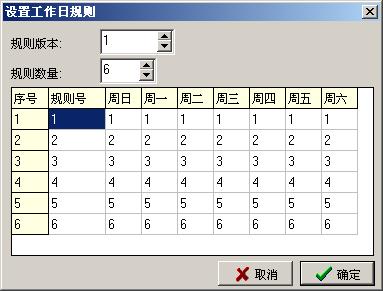 设置工作日规则
规则版本: 1
规则数量: 6
序号 规则号 周日 周一 周二 周三 周四 周五 周六
1 1 1 1 1 1 1 1 1
2 2 2 2 2 2 2 2 2
3 3 3 3 3 3 3 3 3
4 4 4 4 4 4 4 4 4
5 5 5 5 5 5 5 5 5
6 6 6 6 6 6 6 6 6
取消 确定